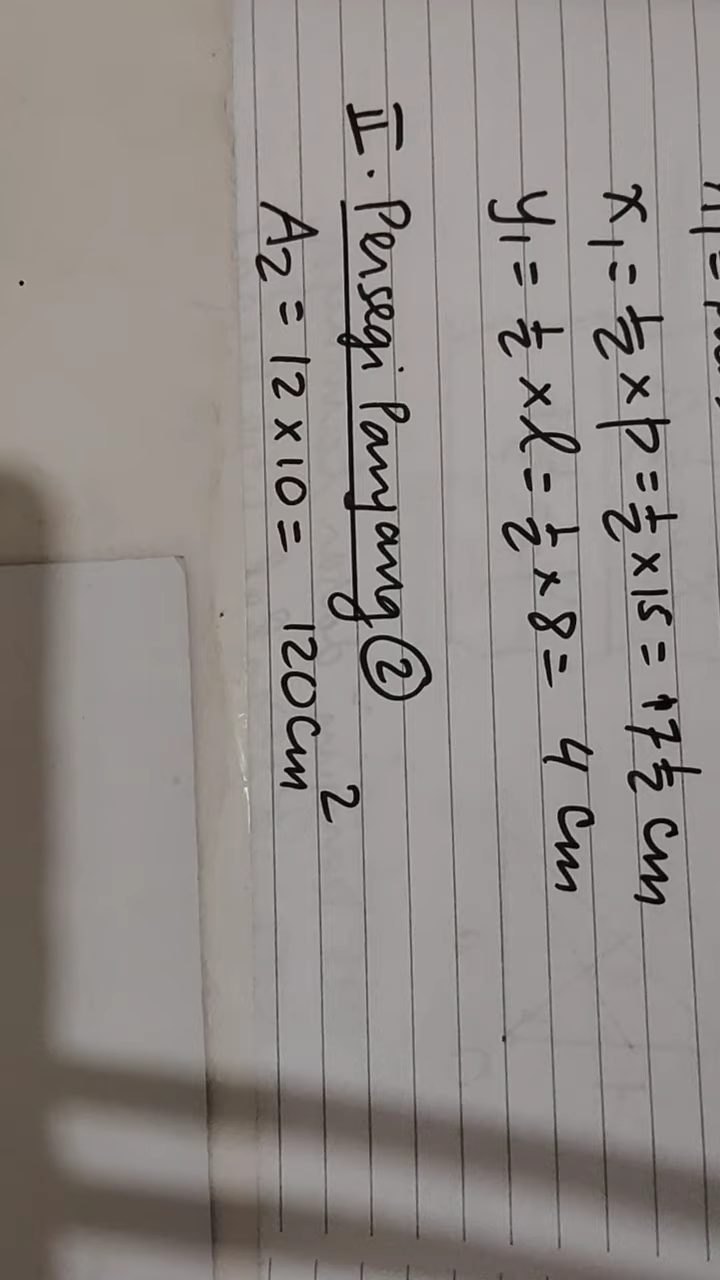 x₁ = ½ x p = ½ x 15 = 7½ cm
y₁ = ½ x l = ½ x 8 = 4 cm
II. Persegi Panyang ②
A₂ = 12 x 10 = 120 cm²